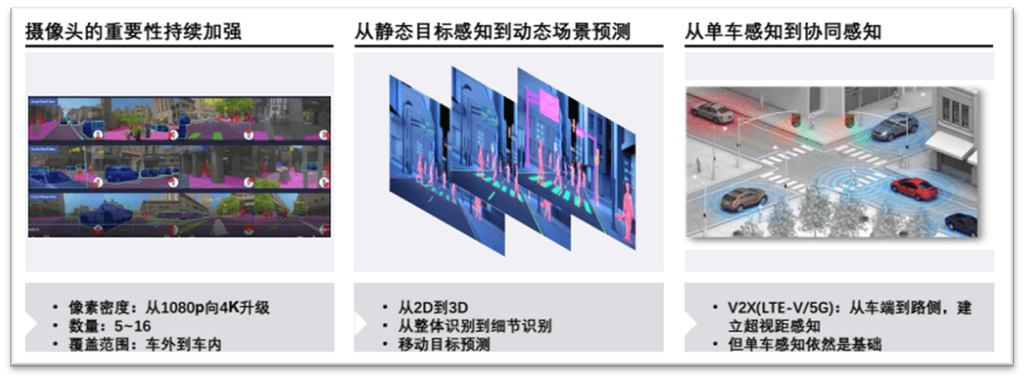 摄像头的重要性持续加强
从静态目标感知到动态场景预测
从单车感知到协同感知
• 像素密度：从1080p向4K升级
• 数量：5~16
• 覆盖范围：车外到车内
• 从2D到3D
• 从整体识别到细节识别
• 移动目标预测
• V2X(LTE-V/5G)：从车端到路侧，建
立超视距感知
• 但单车感知依然是基础